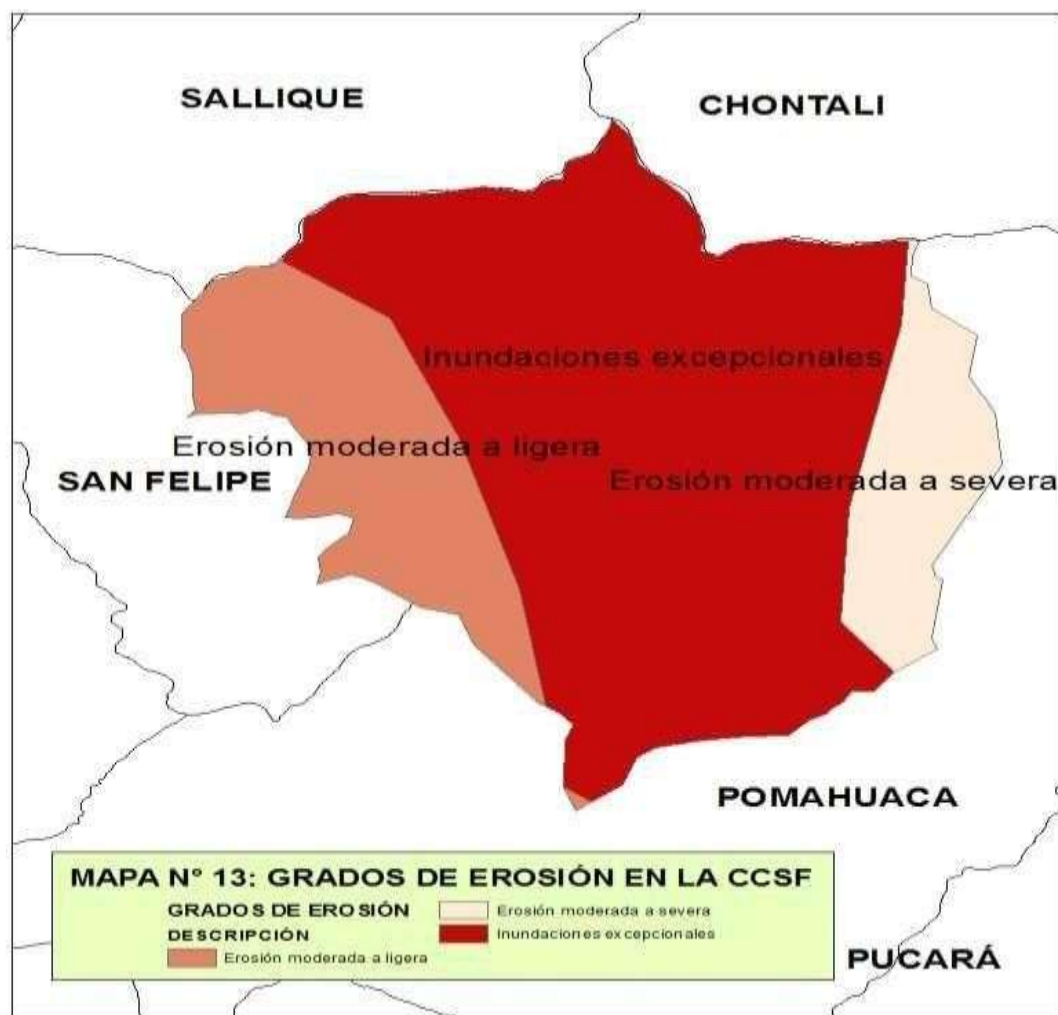 SALLIQUE
CHONTALI
Inundaciones excepcionales
Erosión moderada a ligera
SAN FELIPE
Erosión moderada a severa
POMAHUACA
MAPA N° 13: GRADOS DE EROSIÓN EN LA CCSF
GRADOS DE EROSIÓN
DESCRIPCIÓN
Erosión moderada a ligera
Erosión moderada a severa
Inundaciones excepcionales
PUCARÁ